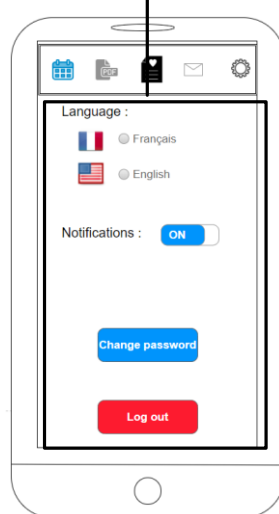 PDF
Language :
Français
English
Notifications :
ON
Change password
Log out